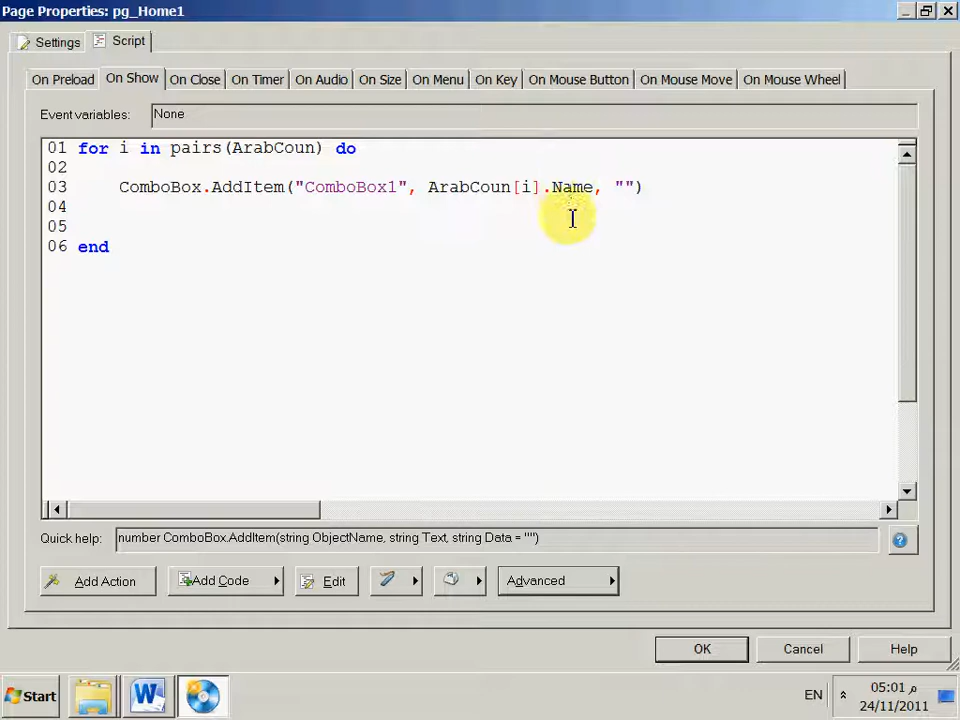 Page Properties: pg_Home1
Settings
Script
On Preload
On Show
On Close
On Timer
On Audio
On Size
On Menu
On Key
On Mouse Button
On Mouse Move
On Mouse Wheel
Event variables:
None
01 for i in pairs(ArabCoun) do
02
03 ComboBox.AddItem("ComboBox1", ArabCoun[i].Name, "")
04
05
06 end
Quick help:
number ComboBox.AddItem(string ObjectName, string Text, string Data = "")
Add Action
Add Code
Edit
Advanced
OK
Cancel
Help
Start
EN
05:01 م
24/11/2011